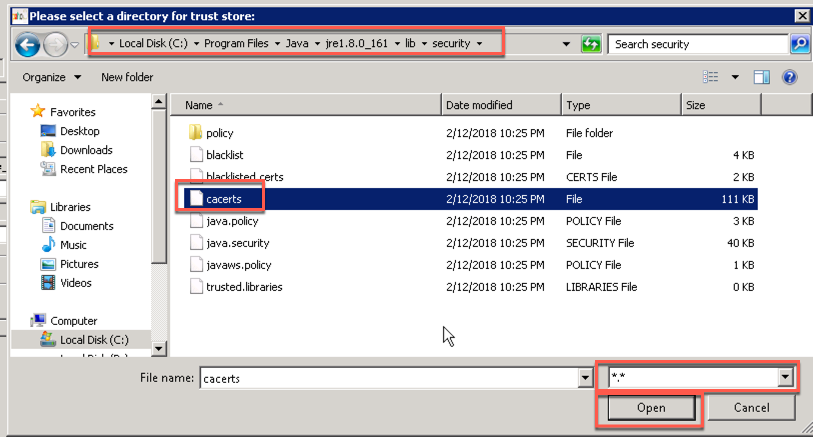 Please select a directory for trust store:
Local Disk (C:) Program Files Java jre1.8.0_161 lib security
Search security
Organize New folder
Name Date modified Type Size
Favorites
Desktop
Downloads
Recent Places
Libraries
Documents
Music
Pictures
Videos
Computer
Local Disk (C:)
policy 2/12/2018 10:25 PM File folder
blacklist 2/12/2018 10:25 PM File 4 KB
blacklisted.certs 2/12/2018 10:25 PM CERTS File 2 KB
cacerts 2/12/2018 10:25 PM File 111 KB
java.policy 2/12/2018 10:25 PM POLICY File 3 KB
java.security 2/12/2018 10:25 PM SECURITY File 40 KB
javaws.policy 2/12/2018 10:25 PM POLICY File 1 KB
trusted.libraries 2/12/2018 10:25 PM LIBRARIES File 0 KB
File name: cacerts *.*
Open Cancel